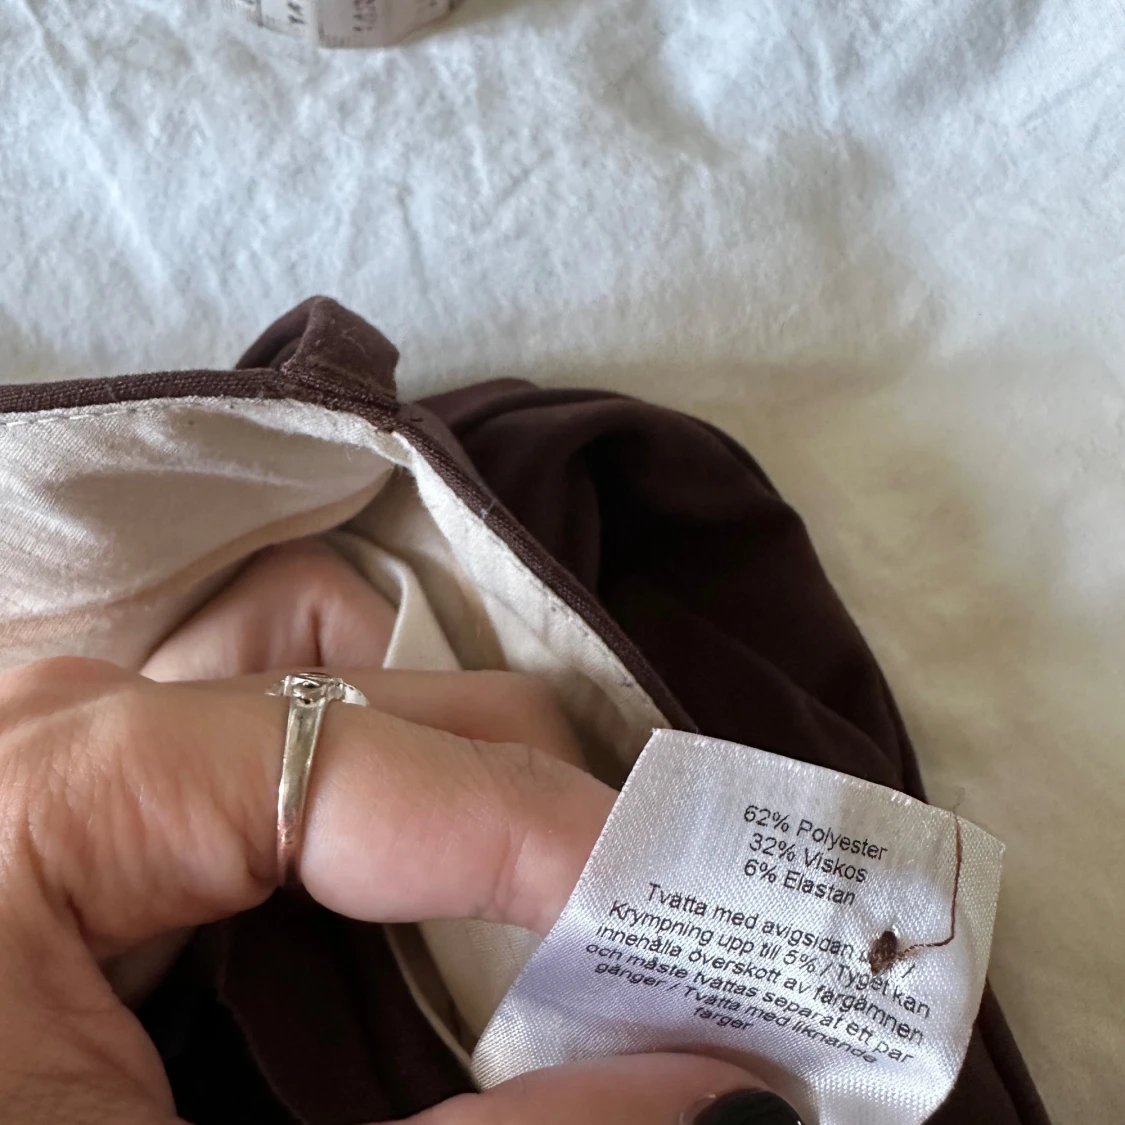 62% Polyester
32% Viskos
6% Elastan
Tvätta med avigsidan /
Krympning upp till 5% / Tyget kan
innehålla överskott av färgämnen
och måste tvättas separat ett par
gånger / Tvätta med liknande
färger